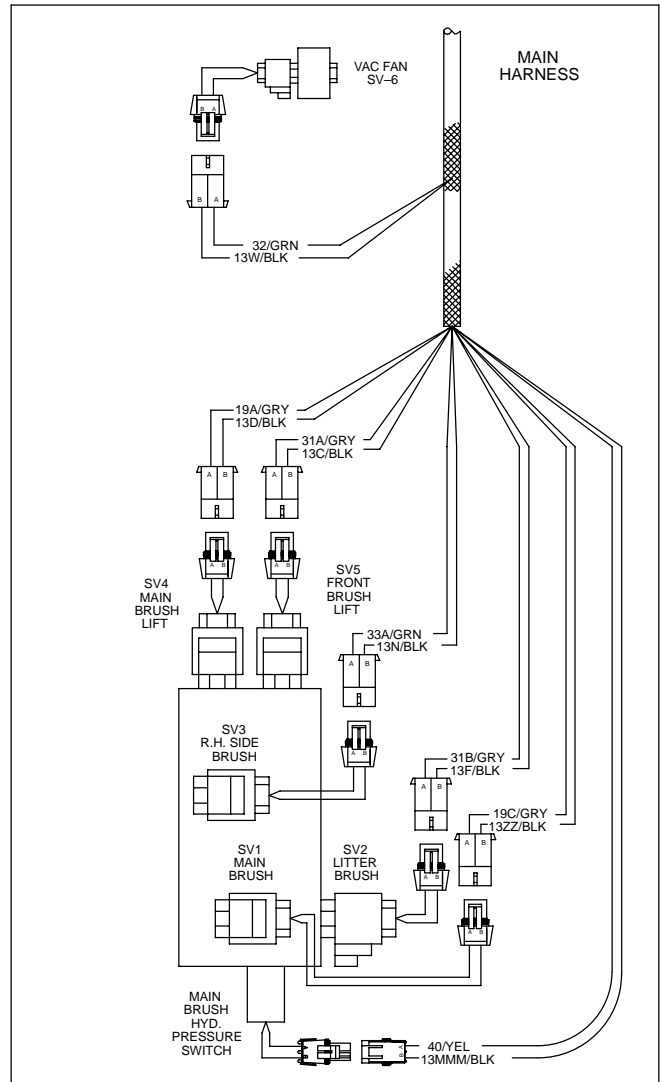 MAIN
HARNESS
VAC FAN
SV–6
B A
B A
32/GRN
13W/BLK
19A/GRY
13D/BLK
31A/GRY
13C/BLK
A B
A B
A B
A B
SV4
MAIN
BRUSH
LIFT
SV5
FRONT
BRUSH
LIFT
33A/GRN
13N/BLK
A B
A B
SV3
R.H. SIDE
BRUSH
31B/GRY
13F/BLK
A B
19C/GRY
13ZZ/BLK
A B
A B
A B
SV1
MAIN
BRUSH
SV2
LITTER
BRUSH
MAIN
BRUSH
HYD.
PRESSURE
SWITCH
A
B
A
B
40/YEL
13MMM/BLK